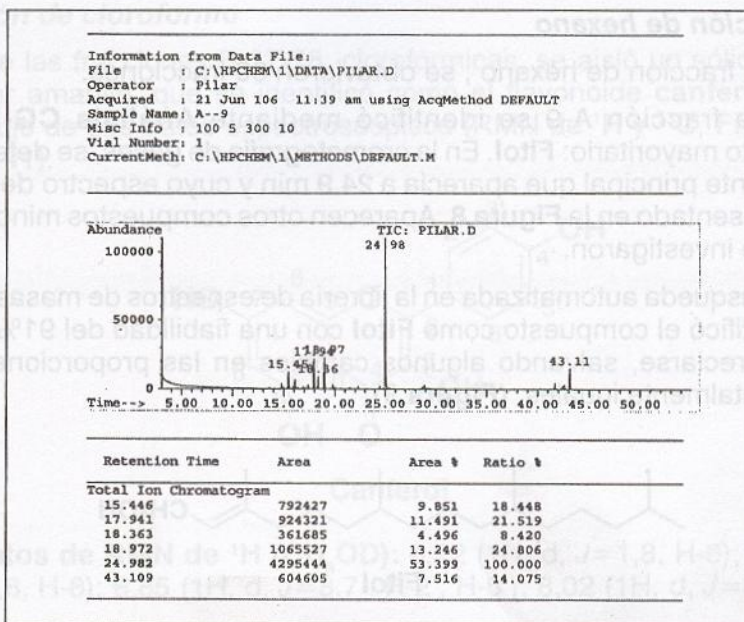 Information from Data File:
File : C:\HPCHEM\1\DATA\PILAR.D
Operator : Pilar
Acquired : 21 Jun 106 11:39 am using AcqMethod DEFAULT
Sample Name: A-2-9
Misc Info : 100 5 300 10
Vial Number:
CurrentMeth: C:\HPCHEM\1\METHODS\DEFAULT.M
Abundance TIC: PILAR.D
24.98
100000
50000
43.11
0
Time--> 5.00 10.00 15.00 20.00 25.00 30.00 35.00 40.00 45.00 50.00
Retention Time Area Area % Ratio %
Total Ion Chromatogram
15.446 792427 9.851 18.448
17.941 924321 11.491 21.519
18.363 361685 4.496 8.420
1065527 13.246 24.806
24.982 4295444 53.399 100.000
43.109 604605 7.516 14.075